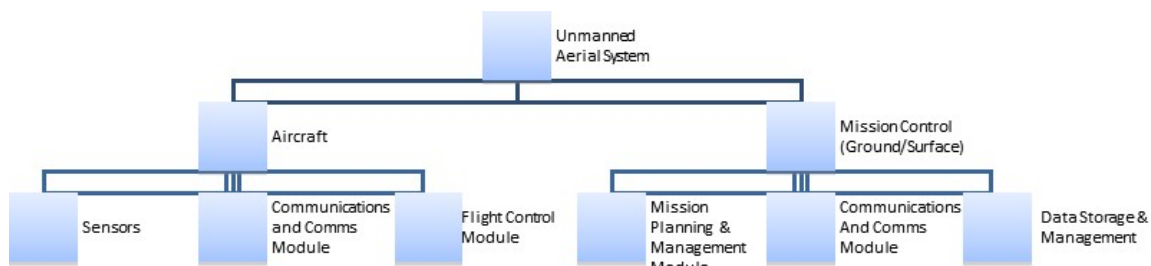 Unmanned
Aerial System
Aircraft
Mission Control
(Ground/Surface)
Sensors
Communications
and Comms
Module
Flight Control
Module
Mission
Planning &
Management
Module
Communications
And Comms
Module
Data Storage &
Management